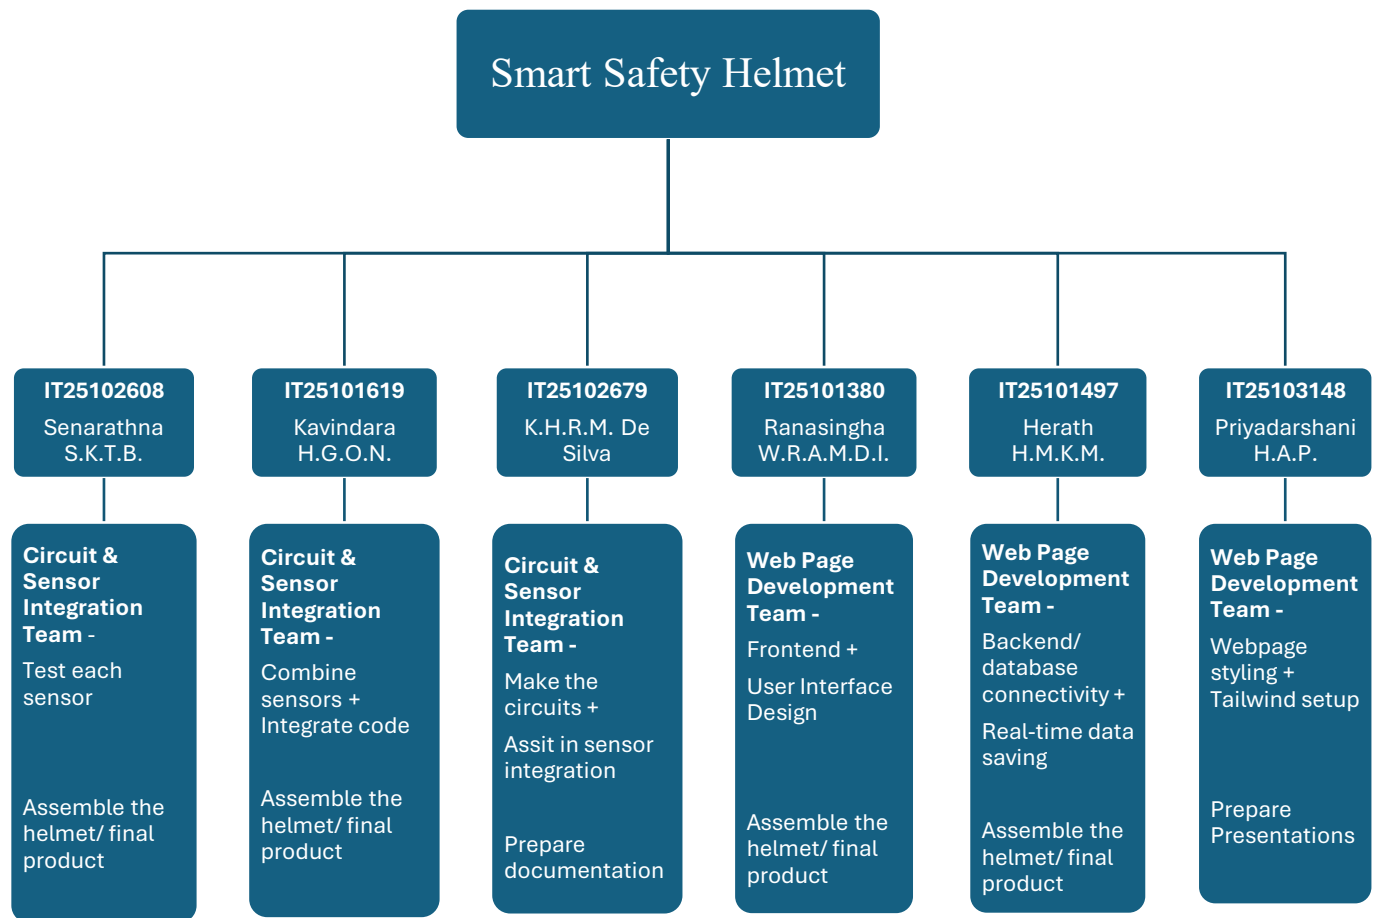 Smart Safety Helmet
IT25102608
Senarathna
S.K.T.B.
IT25101619
Kavindara
H.G.O.N.
IT25102679
K.H.R.M. De
Silva
IT25101380
Ranasingha
W.R.A.M.D.I.
IT25101497
Herath
H.M.K.M.
IT25103148
Priyadarshani
H.A.P.
Circuit &
Sensor
Integration
Team -
Test each
sensor
Assemble the
helmet/ final
product
Circuit &
Sensor
Integration
Team -
Combine
sensors +
Integrate code
Assemble the
helmet/ final
product
Circuit &
Sensor
Integration
Team -
Make the
circuits +
Assit in sensor
integration
Prepare
documentation
Web Page
Development
Team -
Frontend +
User Interface
Design
Assemble the
helmet/ final
product
Web Page
Development
Team -
Backend/
database
connectivity +
Real-time data
saving
Assemble the
helmet/ final
product
Web Page
Development
Team -
Webpage
styling +
Tailwind setup
Prepare
Presentations